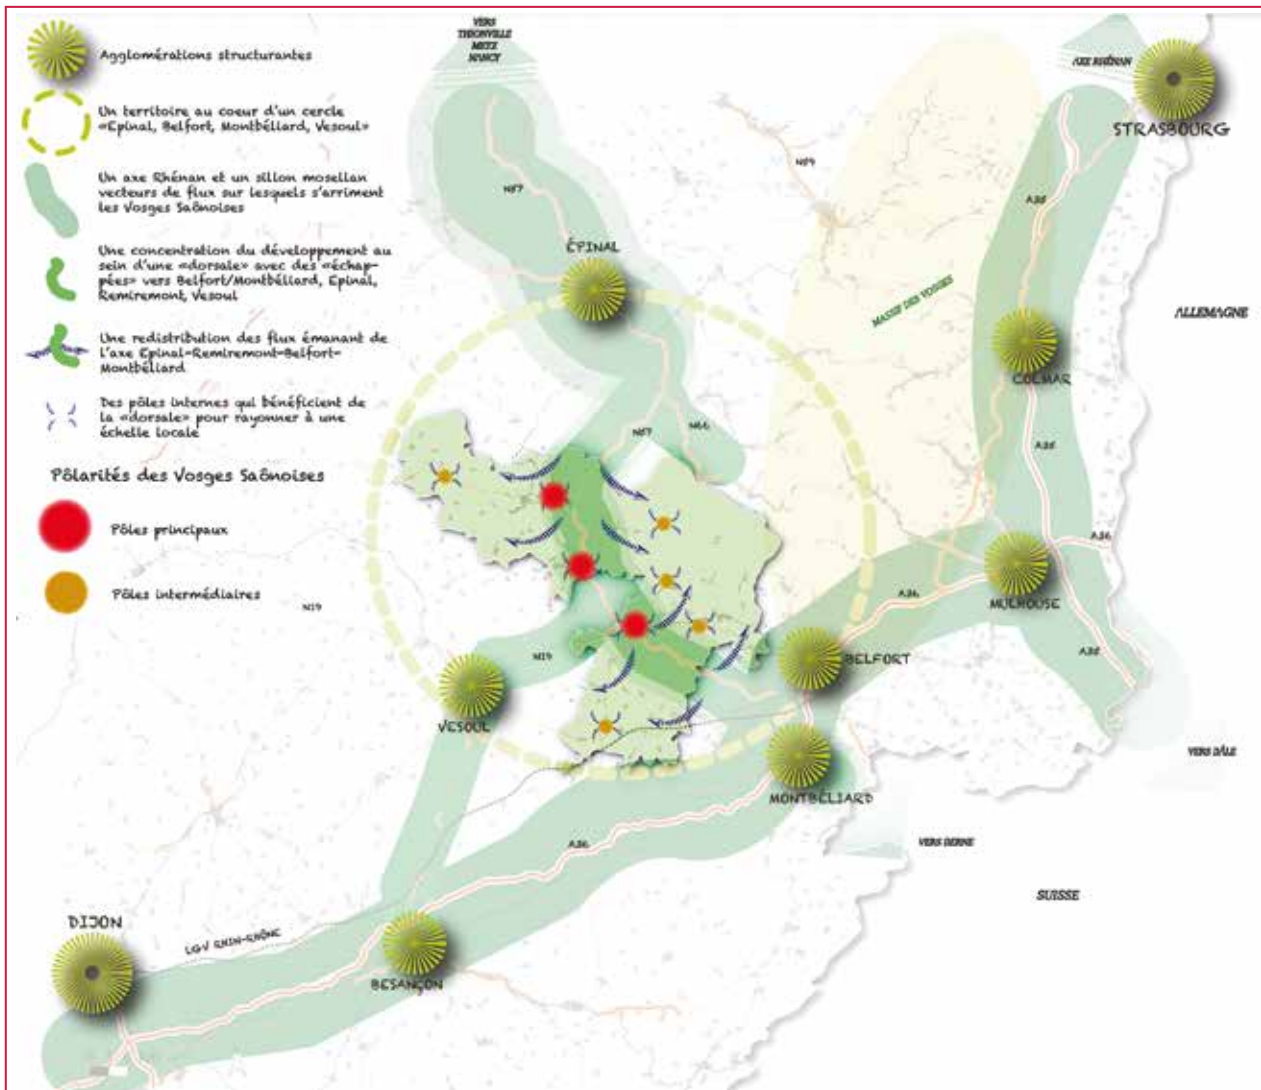 Agglomérations structurantes
Un territoire au coeur d'un cercle
«Epinal, Belfort, Montbéliard, Vesoul»
Un axe Rhénan et un sillon mosellan
vecteurs de flux sur lesquels s'arriment
les Vosges Saônoises
Une concentration du développement au
sein d'une «dorsale» avec des «échap-
pées» vers Belfort/Montbéliard, Epinal,
Remiremont, Vesoul
Une redistribution des flux émanant de
l'axe Epinal-Remiremont-Belfort-
Montbéliard
Des pôles internes qui bénéficient de
la «dorsale» pour rayonner à une
échelle locale
Pôlarités des Vosges Saônoises
Pôles principaux
Pôles intermédiaires
VERS
THIONVILLE
METZ
NANCY
AXE RHÉNAN
STRASBOURG
N59
N57
A35
ÉPINAL
MASSIF DES VOSGES
ALLEMAGNE
COLMAR
N57
N66
A35
A36
MULHOUSE
A36
N19
A35
BELFORT
N19
VESOUL
VERS BÂLE
MONTBÉLIARD
VERS BERNE
A36
SUISSE
DIJON
LGV RHIN-RHÔNE
BESANÇON